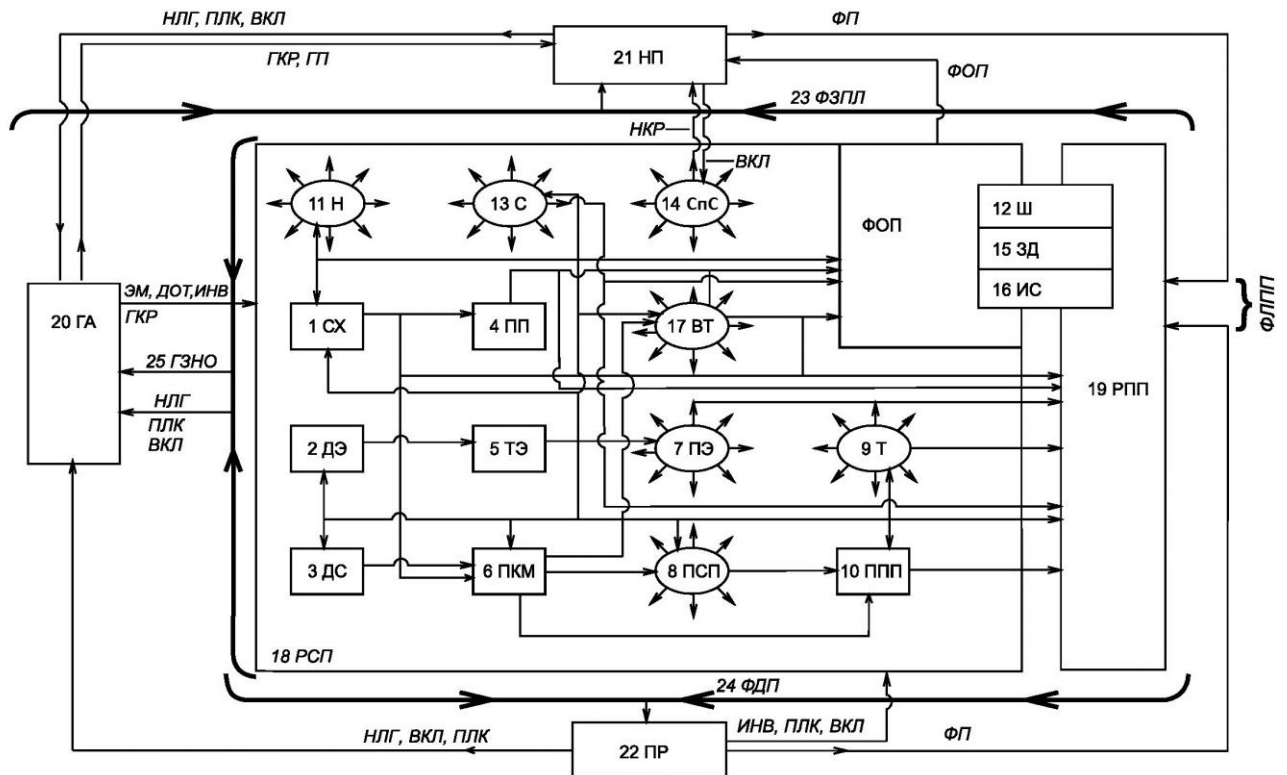 НЛГ, ПЛК, ВКЛ
ФП
ГКР, ГП
21 НП
ФОП
23 ФЗПЛ
НКР
ВКЛ
11 Н
13 С
14 СпС
ФОП
12 Ш
15 ЗД
16 ИС
ЭМ, ДОТ,ИНВ
ГКР
20 ГА
1 СХ
4 ПП
17 ВТ
ФЛПП
25 ГЗНО
НЛГ
ПЛК
ВКЛ
19 РПП
2 ДЭ
5 ТЭ
7 ПЭ
9 Т
3 ДС
6 ПКМ
8 ПСП
10 ППП
18 РСП
24 ФДП
НЛГ, ВКЛ, ПЛК
22 ПР
ИНВ, ПЛК, ВКЛ
ФП